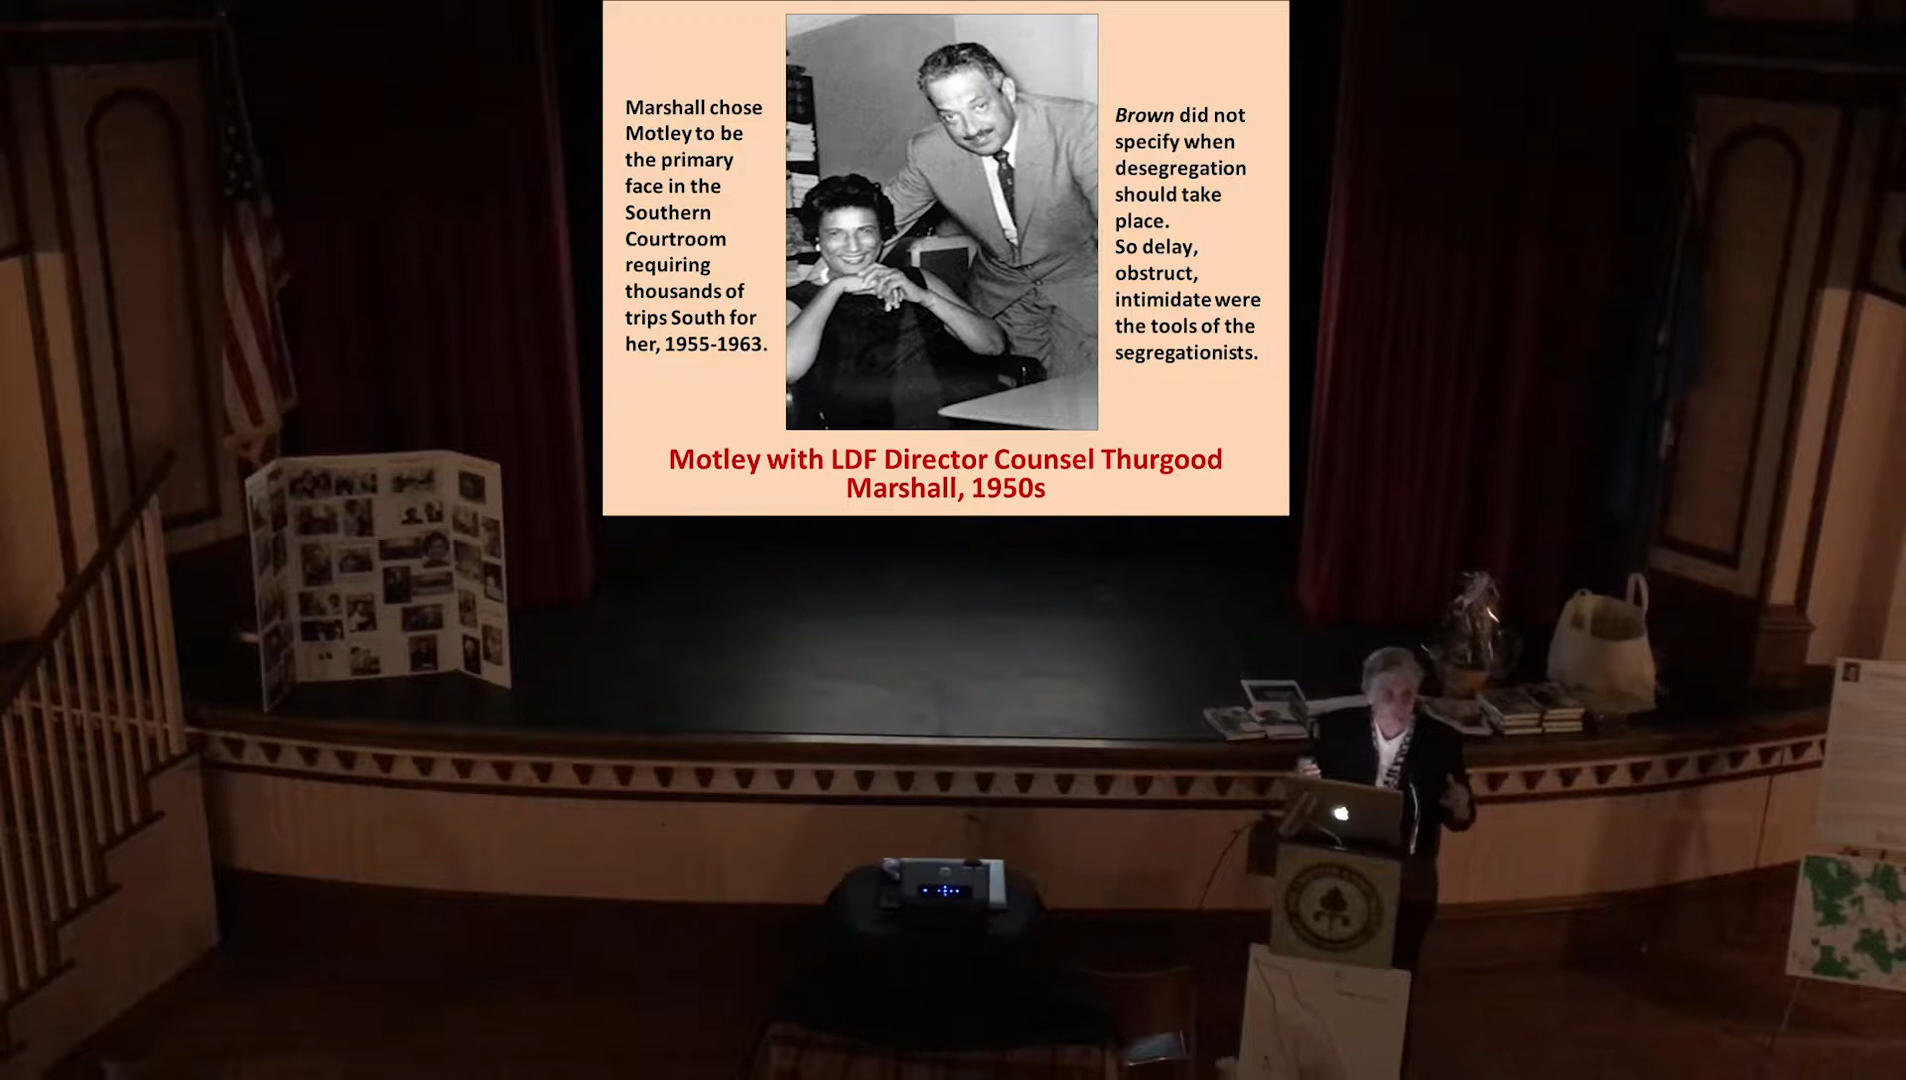 Marshall chose
Motley to be
the primary
face in the
Southern
Courtroom
requiring
thousands of
trips South for
her, 1955-1963.
Brown did not
specify when
desegregation
should take
place.
So delay,
obstruct,
intimidate were
the tools of the
segregationists.
Motley with LDF Director Counsel Thurgood
Marshall, 1950s